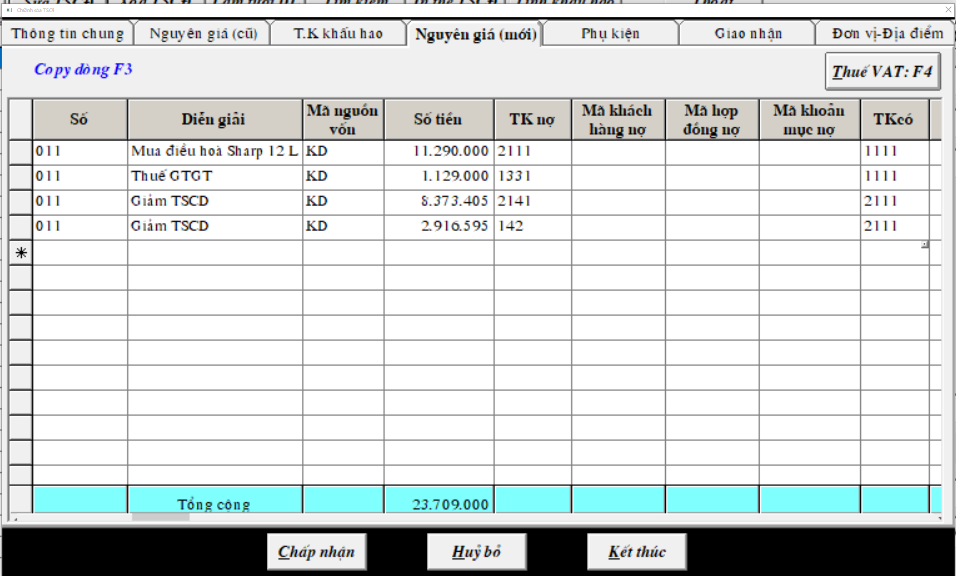 Thông tin chung Nguyên giá (cũ) T.K khấu hao Nguyên giá (mới) Phụ kiện Giao nhận Đơn vị-Địa điểm
Copy dòng F3 Thuế VAT: F4
Số Diễn giải Mã nguồn vốn Số tiền TK nợ Mã khách hàng nợ Mã hợp đồng nợ Mã khoản mục nợ TKcó
011 Mua điều hoà Sharp 12 L KD 11.290.000 2111 1111
011 Thuế GTGT KD 1.129.000 1331 1111
011 Giảm TSCD KD 8.373.405 2141 2111
011 Giảm TSCD KD 2.916.595 142 2111
Tổng cộng 23.709.000
Chấp nhận Huỷ bỏ Kết thúc